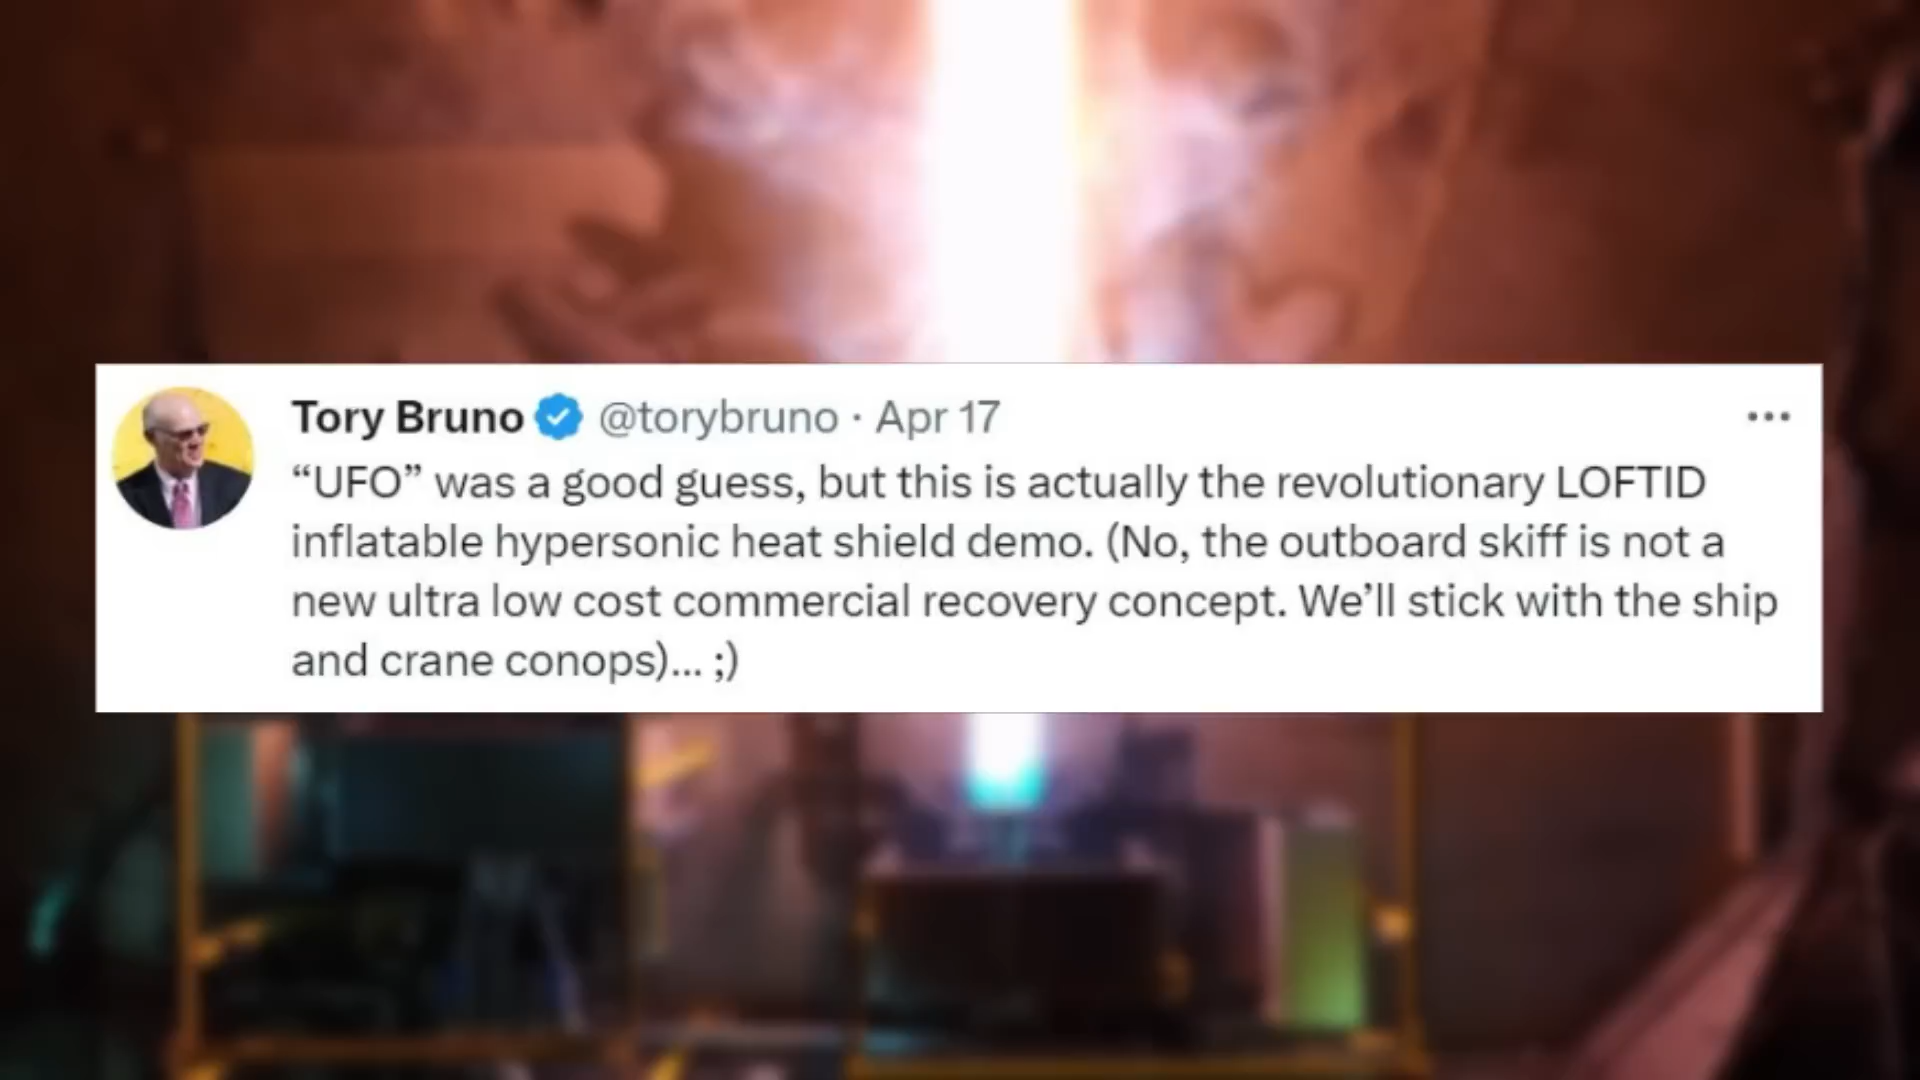 Tory Bruno @torybruno · Apr 17
“UFO” was a good guess, but this is actually the revolutionary LOFTID
inflatable hypersonic heat shield demo. (No, the outboard skiff is not a
new ultra low cost commercial recovery concept. We’ll stick with the ship
and crane conops)... ;)